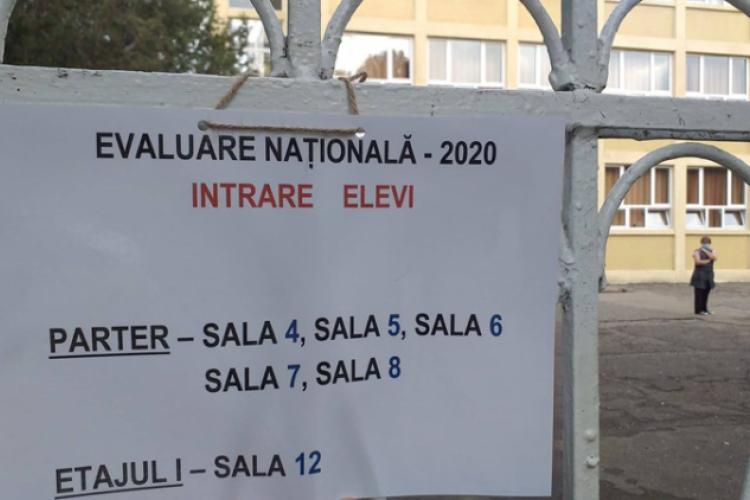 EVALUARE NAȚIONALĂ - 2020
INTRARE ELEVI
PARTER – SALA 4, SALA 5, SALA 6
SALA 7, SALA 8
ETAJUL I – SALA 12